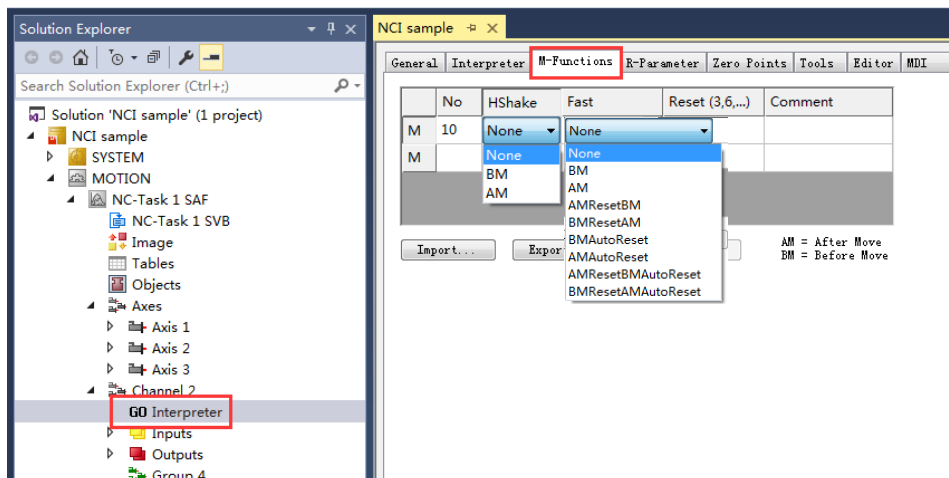 Solution Explorer
Search Solution Explorer (Ctrl+;)
Solution 'NCI sample' (1 project)
NCI sample
SYSTEM
MOTION
NC-Task 1 SAF
NC-Task 1 SVB
Image
Tables
Objects
Axes
Axis 1
Axis 2
Axis 3
Channel 2
GO Interpreter
Inputs
Outputs
Group 4
NCI sample
General Interpreter M-Functions R-Parameter Zero Points Tools Editor MDI
No HShake Fast Reset (3,6,...) Comment
M 10 None None
M
None
BM
AM
None
BM
AM
AMResetBM
BMResetAM
BMAutoReset
AMAutoReset
AMResetBMAutoReset
BMResetAMAutoReset
Import... Expor
AM = After Move
BM = Before Move